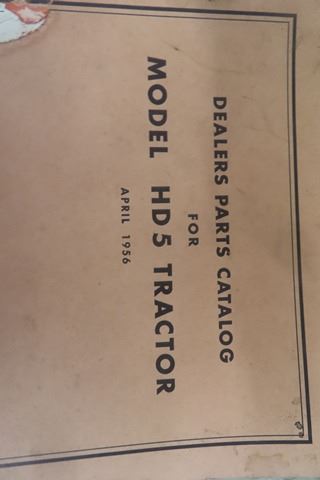 DEALERS PARTS CATALOG
FOR
MODEL HD5 TRACTOR
APRIL 1956